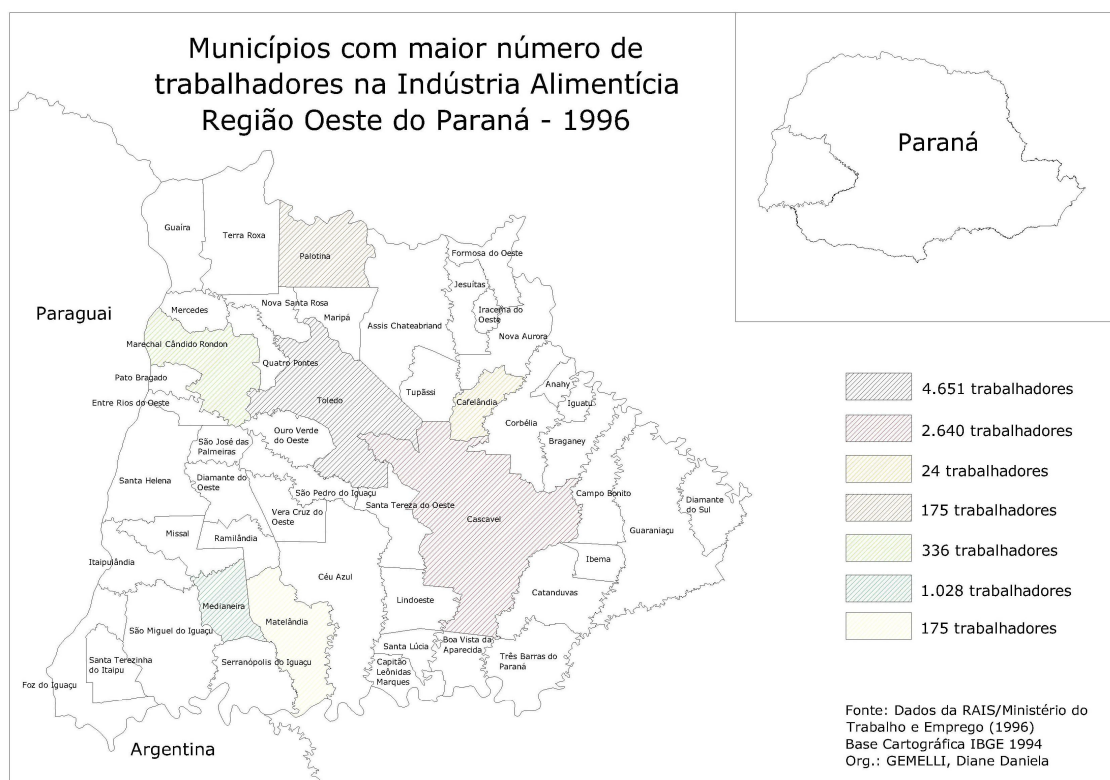 Municípios com maior número de
trabalhadores na Indústria Alimentícia
Região Oeste do Paraná - 1996
Paraná
Paraguai
Argentina
Guaíra
Terra Roxa
Palotina
Formosa do Oeste
Jesuítas
Iracema do
Oeste
Nova Aurora
Mercedes
Nova Santa Rosa
Maripá
Assis Chateabriand
Marechal Cândido Rondon
Quatro Pontes
Pato Bragado
Entre Rios do Oeste
Toledo
Tupãssi
Cafelândia
Anahy
Iguatu
Corbélia
Braganey
Ouro Verde
do Oeste
São José das
Palmeiras
Santa Helena
Diamante do
Oeste
São Pedro do Iguaçu
Santa Tereza do Oeste
Vera Cruz do
Oeste
Cascavel
Campo Bonito
Diamante
do Sul
Guaraniaçu
Missal
Ramilândia
Itaipulândia
Céu Azul
Ibema
Catanduvas
Lindoeste
Medianeira
Matelândia
São Miguel do Iguaçu
Santa Terezinha
do Itaipu
Serranópolis do Iguaçu
Foz do Iguaçu
Santa Lúcia
Boa Vista da
Aparecida
Capitão
Leônidas
Marques
Três Barras do
Paraná
4.651 trabalhadores
2.640 trabalhadores
24 trabalhadores
175 trabalhadores
336 trabalhadores
1.028 trabalhadores
175 trabalhadores
Fonte: Dados da RAIS/Ministério do
Trabalho e Emprego (1996)
Base Cartográfica IBGE 1994
Org.: GEMELLI, Diane Daniela